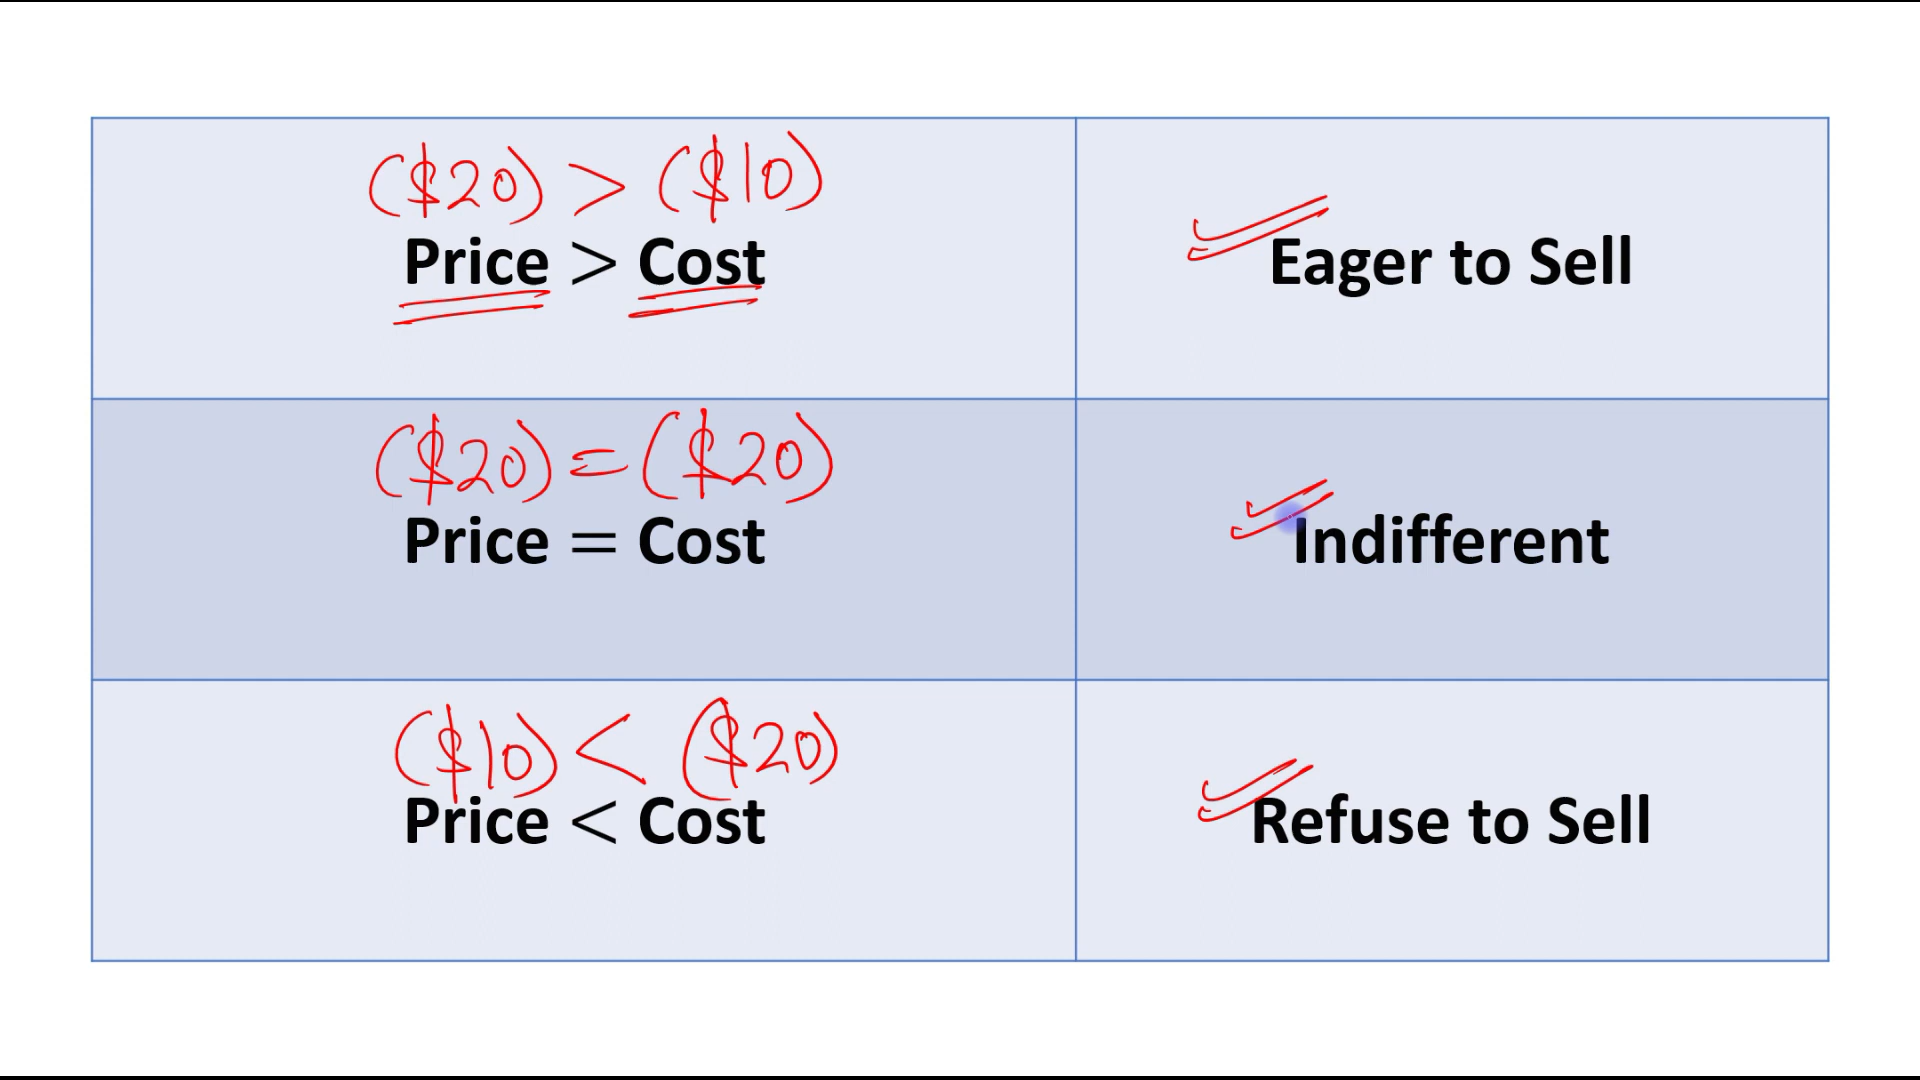 ($20) > ($10)
Price > Cost
Eager to Sell
($20) = ($20)
Price = Cost
Indifferent
($10) < ($20)
Price < Cost
Refuse to Sell